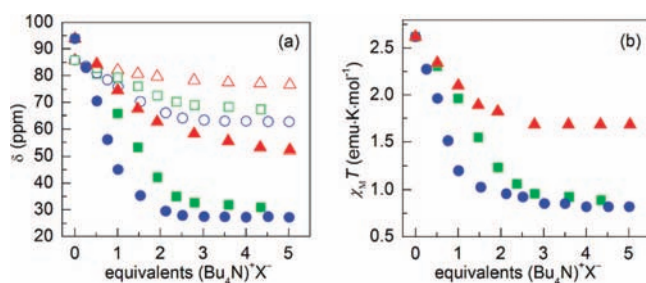 (a)
δ (ppm)
100
90
80
70
60
50
40
30
20
0 1 2 3 4 5
equivalents (Bu₄N)⁺X⁻
(b)
χ_M T (emu·K·mol⁻¹)
2.5
2.0
1.5
1.0
0.5
0 1 2 3 4 5
equivalents (Bu₄N)⁺X⁻